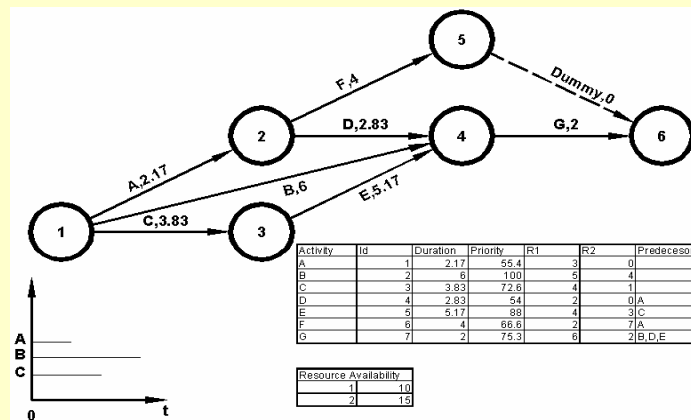 5
F,4
Dummy,0
2
D,2.83
4
G,2
6
A,2.17
B,6
E,5.17
1
C,3.83
3
Activity Id Duration Priority R1 R2 Predeceso
A 1 2.17 55.4 3 0
B 2 6 100 5 4
C 3 3.83 72.6 4 1
D 4 2.83 54 2 0 A
E 5 5.17 88 4 3 C
F 6 4 66.6 2 7 A
G 7 2 75.3 6 2 B,D,E
A
B
C
0
t
Resource Availability
1 10
2 15